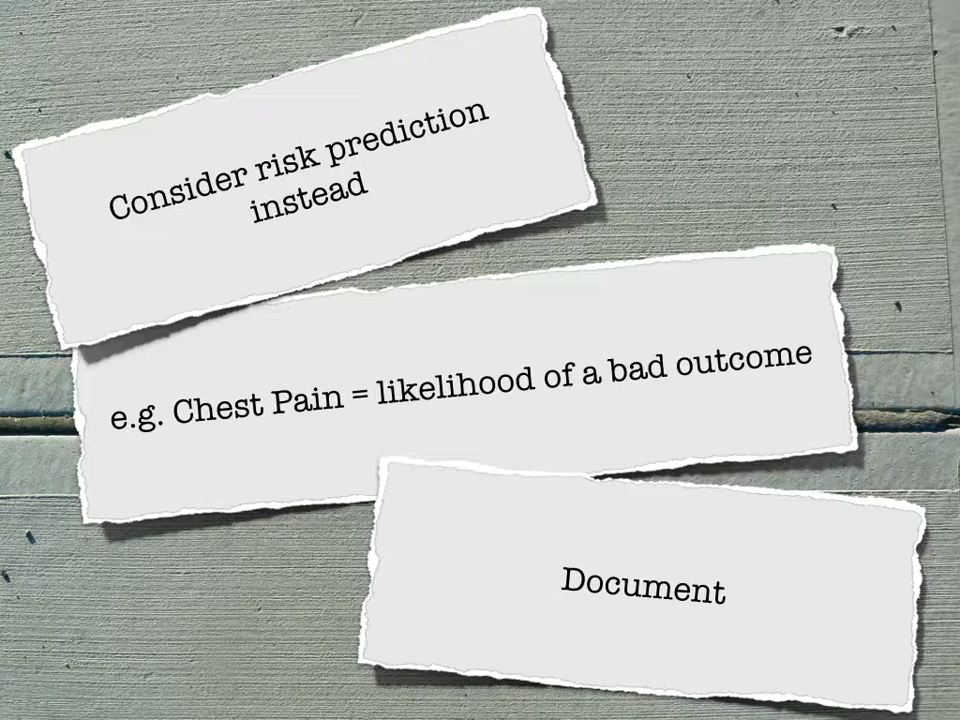 Consider risk prediction
instead
e.g. Chest Pain = likelihood of a bad outcome
Document